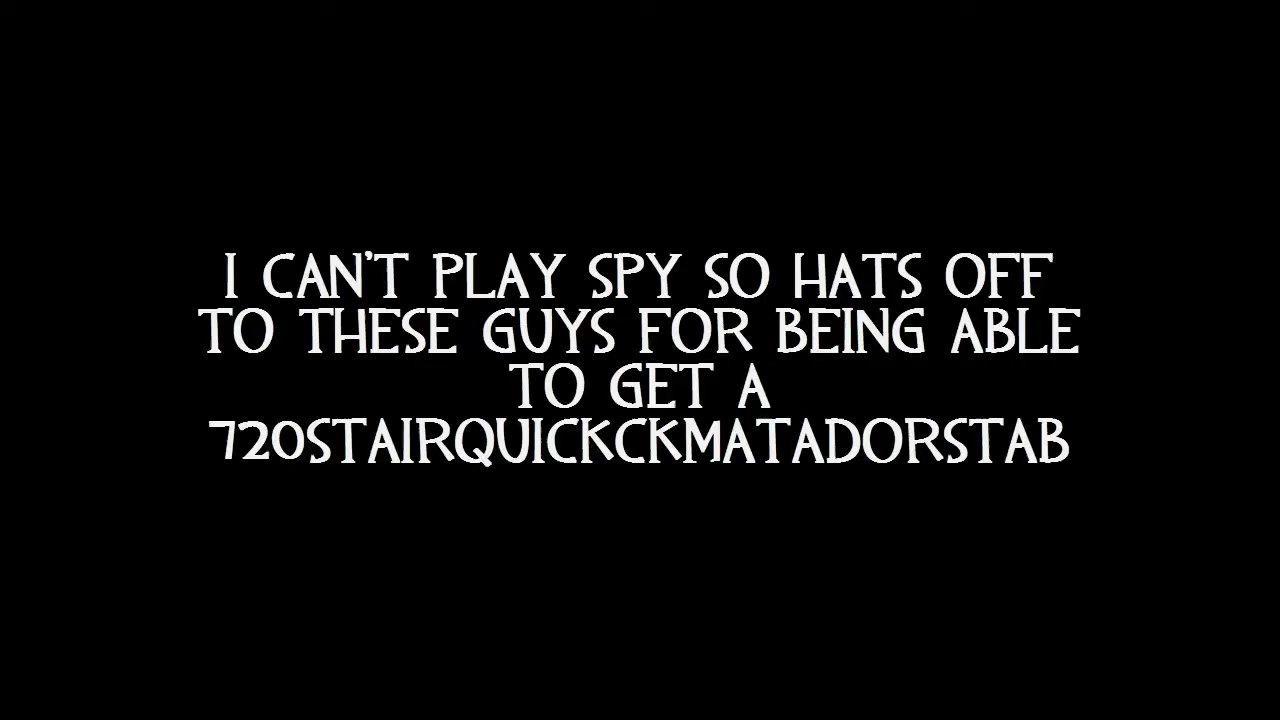 I CAN'T PLAY SPY SO HATS OFF
TO THESE GUYS FOR BEING ABLE
TO GET A
720STAIRQUICKCKMATADORSTAB